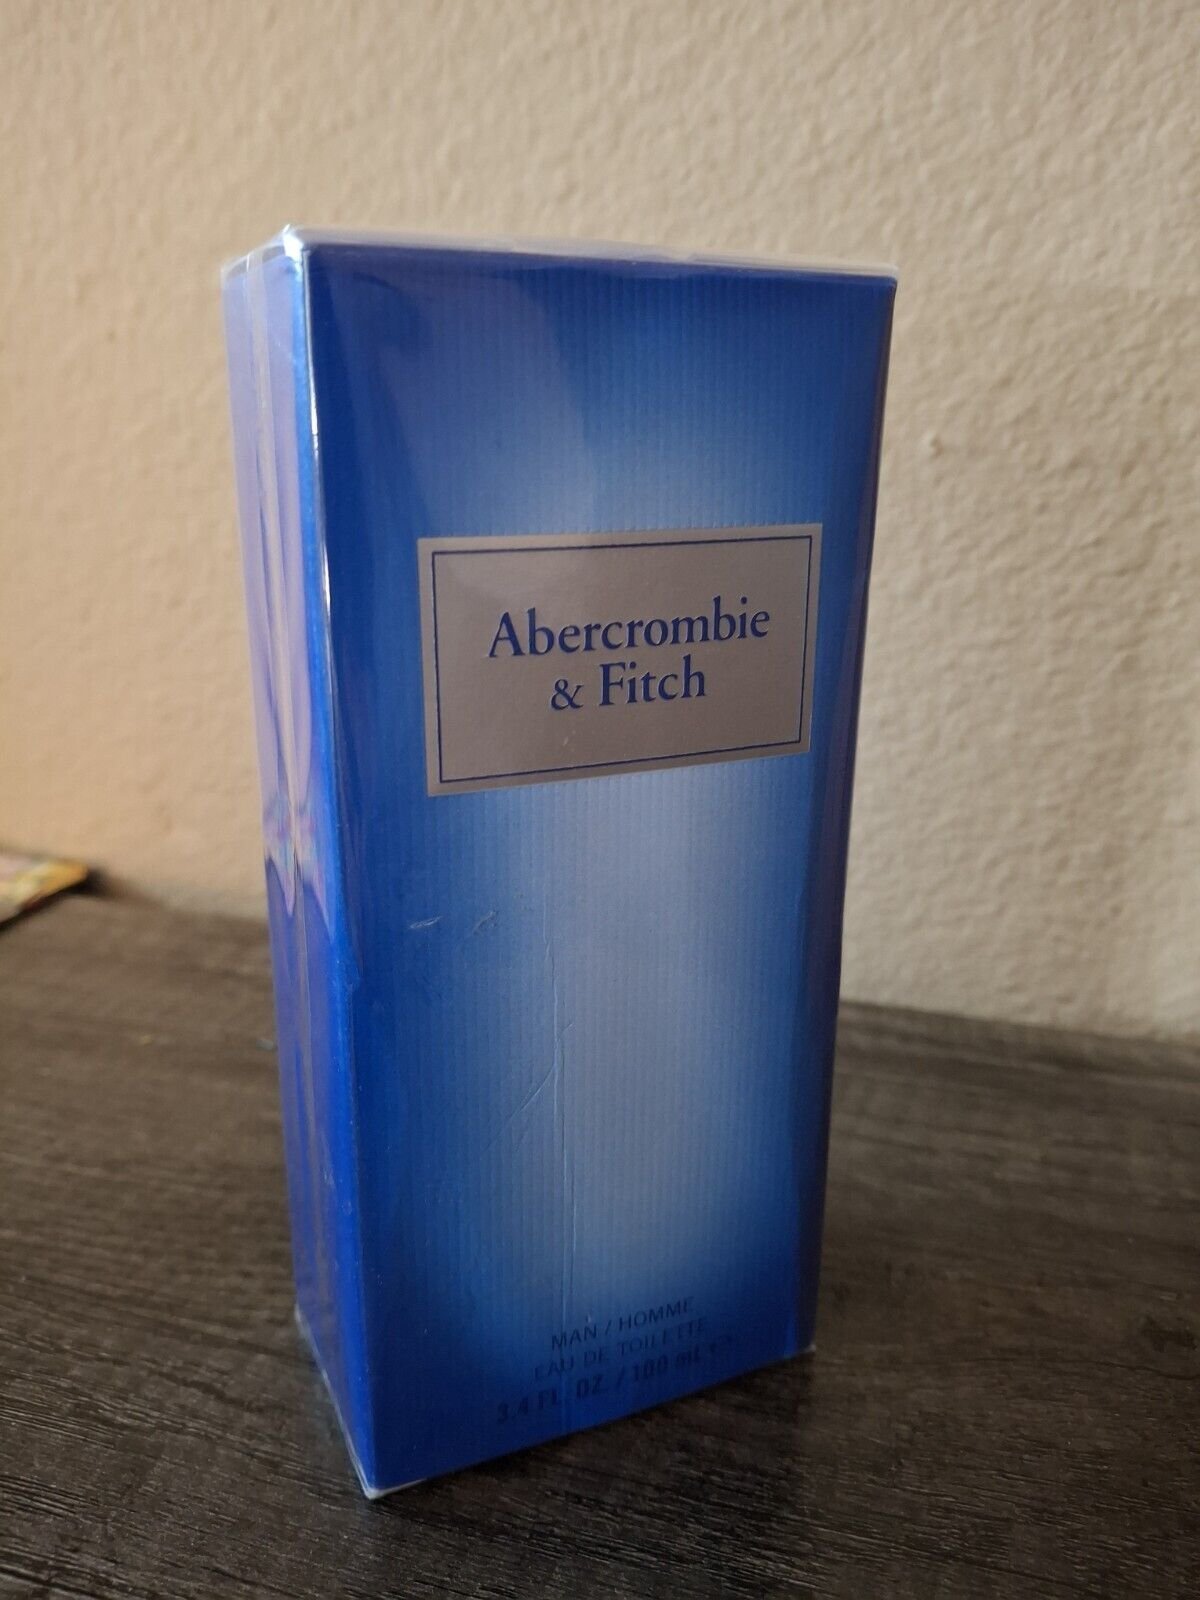 Abercrombie
& Fitch
MAN / HOMME
EAU DE TOILETTE
3.4 FL. OZ. / 100 mL